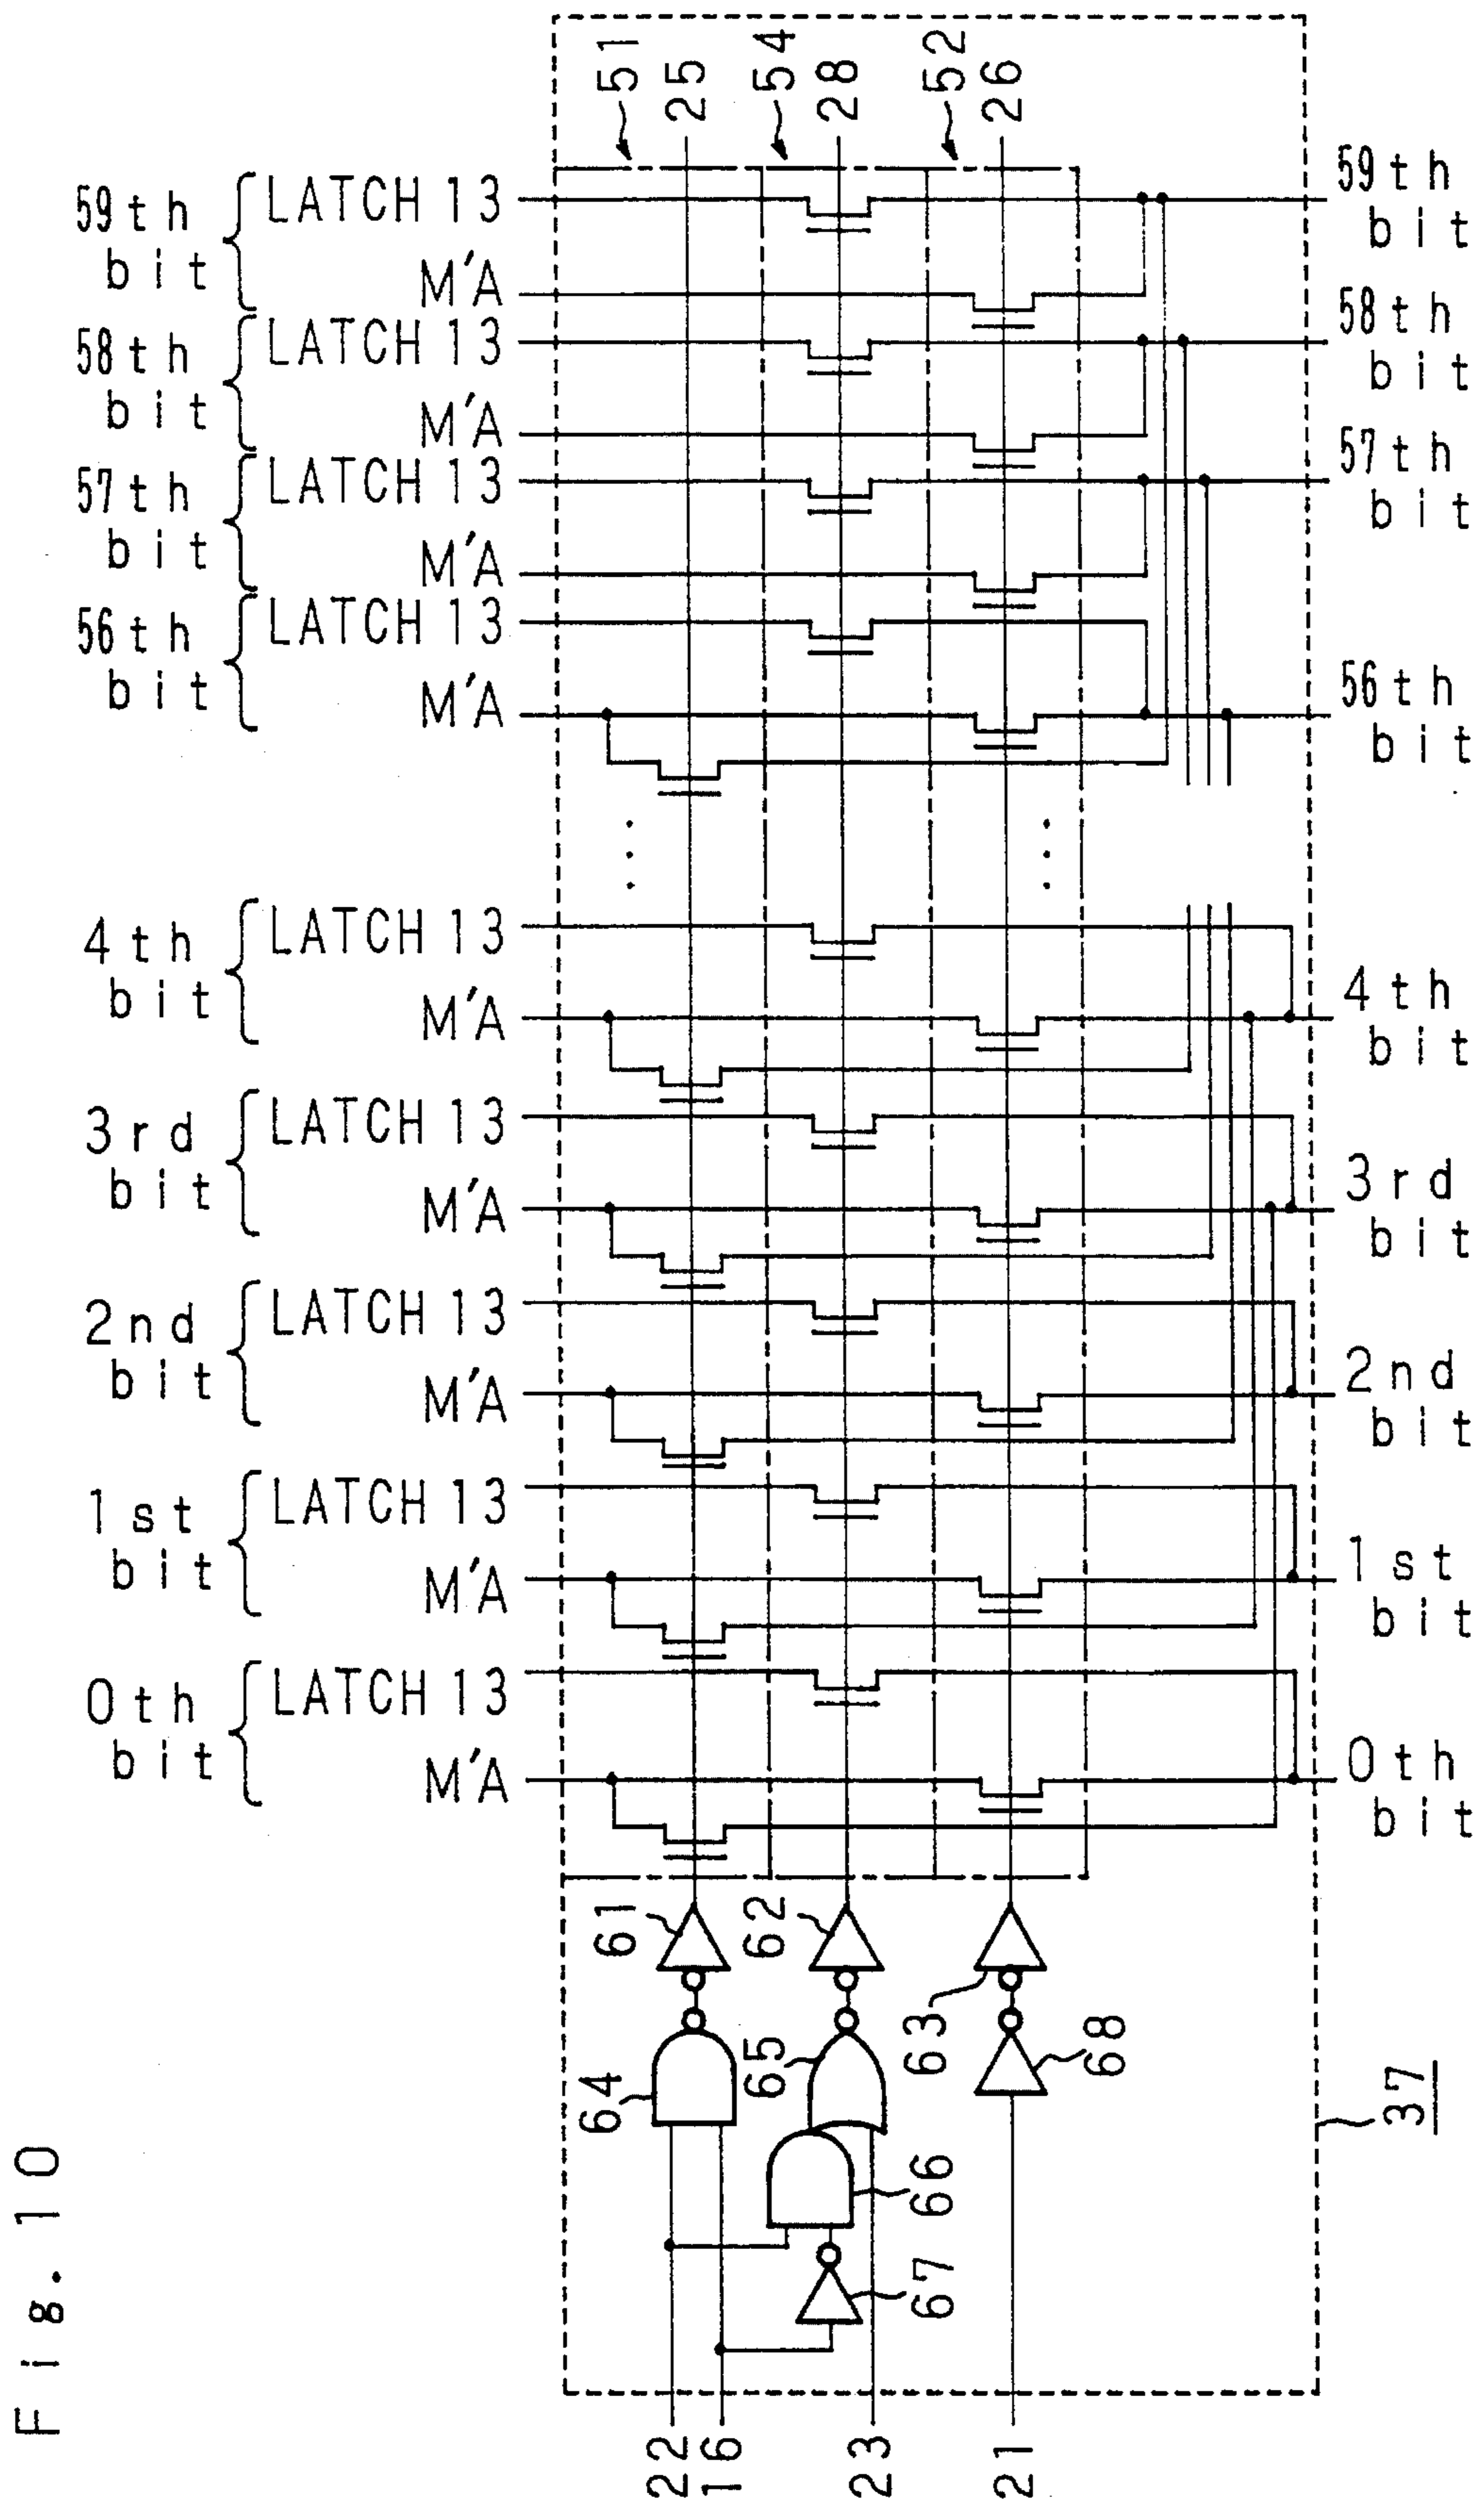 Fig. 10
51
25
54
28
52
26
59th
bit
LATCH 13
M'A
58th
bit
LATCH 13
M'A
57th
bit
LATCH 13
M'A
56th
bit
LATCH 13
M'A
4th
bit
LATCH 13
M'A
3rd
bit
LATCH 13
M'A
2nd
bit
LATCH 13
M'A
1st
bit
LATCH 13
M'A
0th
bit
LATCH 13
M'A
59th
bit
58th
bit
57th
bit
56th
bit
4th
bit
3rd
bit
2nd
bit
1st
bit
0th
bit
61
62
63
64
65
68
66
67
37
22
16
23
21